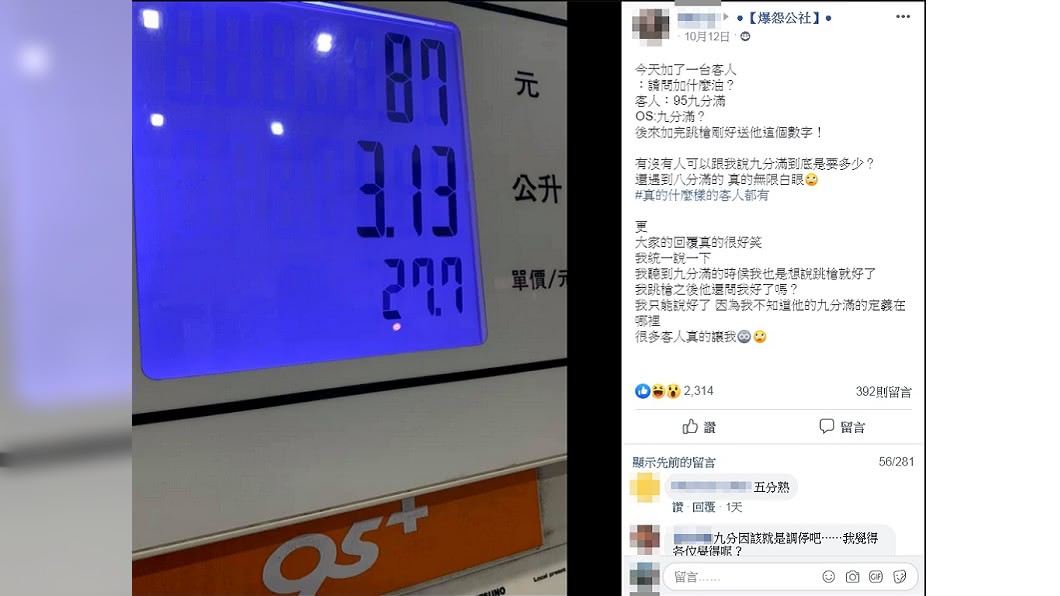 87
元
3.13
公升
27.7
單價/元
95+
Local preset
●【爆怨公社】●
10月12日
今天加了一台客人
：請問加什麼油？
客人：95九分滿
OS:九分滿？
後來加完跳槍剛好送他這個數字！
有沒有人可以跟我說九分滿到底是要多少？
還遇到八分滿的 真的無限白眼🙄
#真的什麼樣的客人都有
更
大家的回覆真的很好笑
我統一說一下
我聽到九分滿的時候我也是想說跳槍就好了
我跳槍之後他還問我好了嗎？
我只能說好了 因為我不知道他的九分滿的定義在
哪裡
很多客人真的讓我🙄
2,314
392則留言
讚
留言
顯示先前的留言
56/281
五分熟
讚 · 回覆 · 1天
九分因該就是調停吧⋯⋯我覺得
各位覺得呢？
留言......
GIF